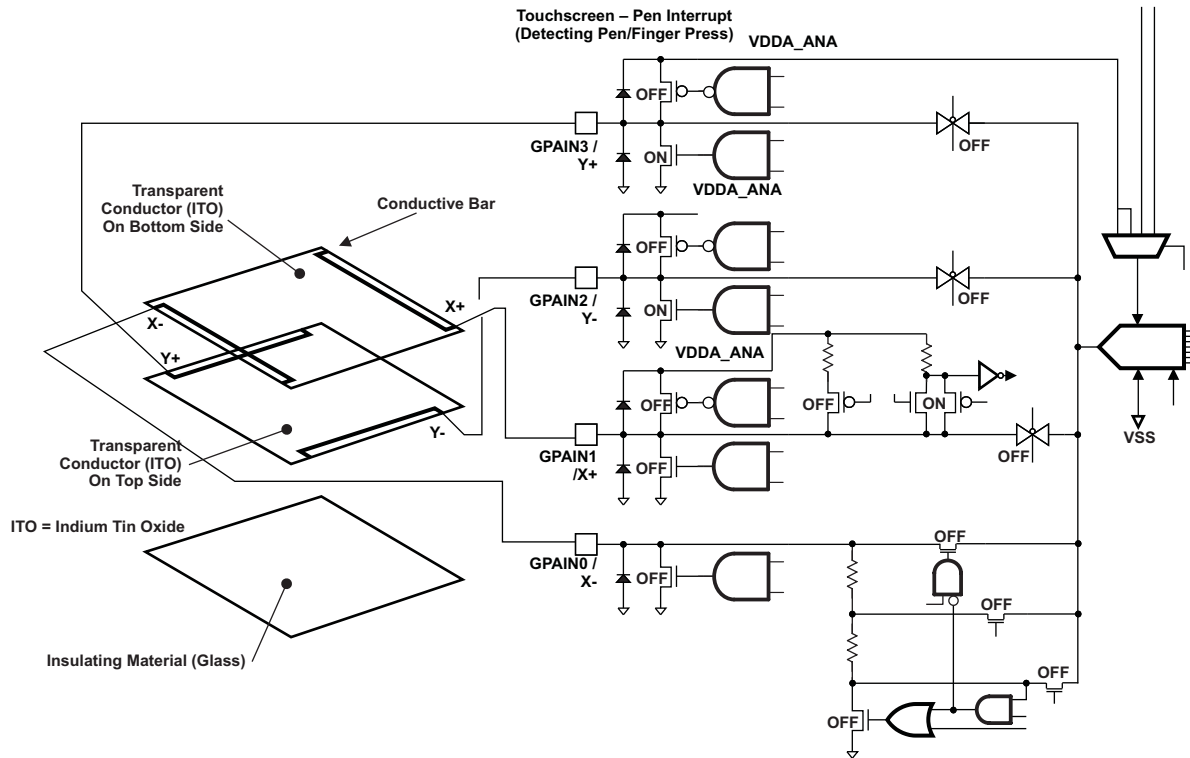 Touchscreen – Pen Interrupt
(Detecting Pen/Finger Press)
VDDA_ANA
OFF
GPAIN3 /
Y+
ON
OFF
VDDA_ANA
Transparent
Conductor (ITO)
On Bottom Side
Conductive Bar
OFF
GPAIN2 /
Y-
ON
OFF
X+
X-
Y+
Y-
VDDA_ANA
OFF
OFF
ON
OFF
GPAIN1
/X+
OFF
VSS
Transparent
Conductor (ITO)
On Top Side
ITO = Indium Tin Oxide
GPAIN0 /
X-
OFF
OFF
OFF
OFF
OFF
Insulating Material (Glass)